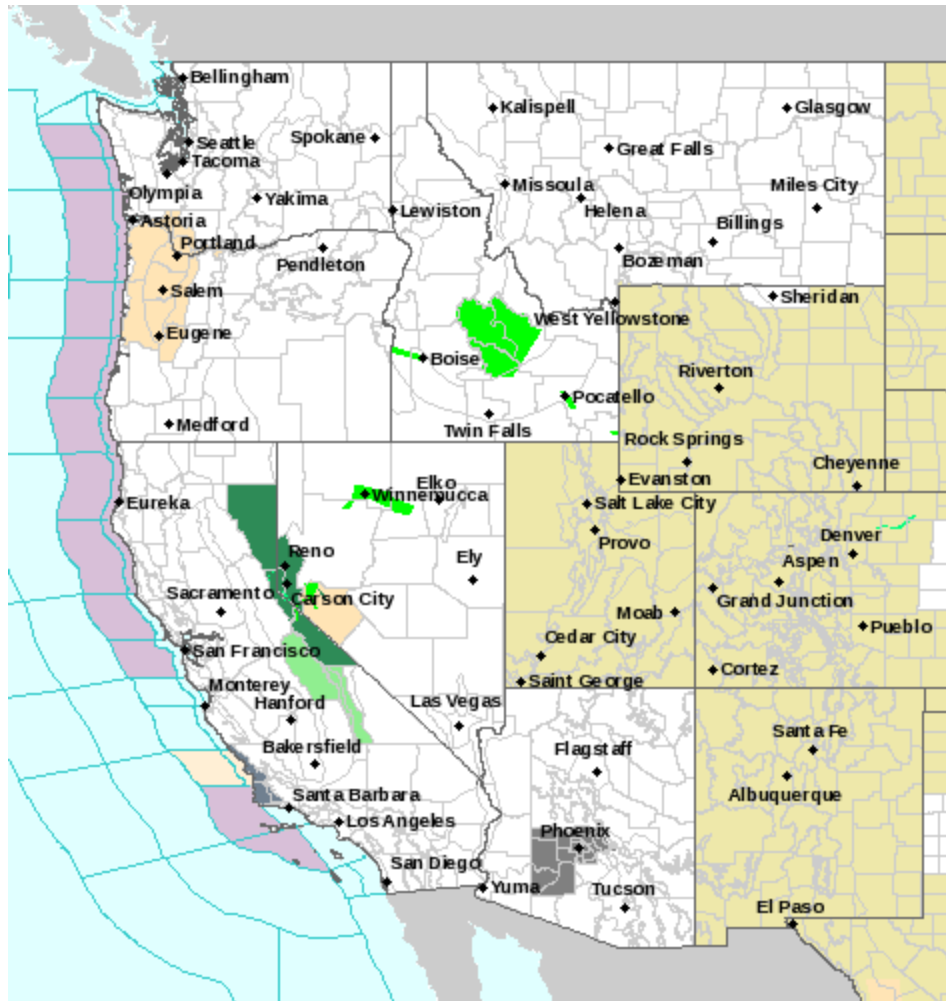 Bellingham
Kalispell
Glasgow
Seattle
Spokane
Great Falls
Tacoma
Missoula
Miles City
Olympia
Yakima
Lewiston
Helena
Astoria
Billings
Portland
Pendleton
Bozeman
Salem
Sheridan
West Yellowstone
Eugene
Boise
Riverton
Pocatello
Medford
Twin Falls
Rock Springs
Cheyenne
Elko
Evanston
Winnemucca
Eureka
Salt Lake City
Denver
Provo
Reno
Ely
Aspen
Sacramento
Carson City
Grand Junction
Moab
Pueblo
Cedar City
San Francisco
Cortez
Saint George
Monterey
Hanford
Las Vegas
Santa Fe
Bakersfield
Flagstaff
Albuquerque
Santa Barbara
Los Angeles
Phoenix
San Diego
Yuma
Tucson
El Paso